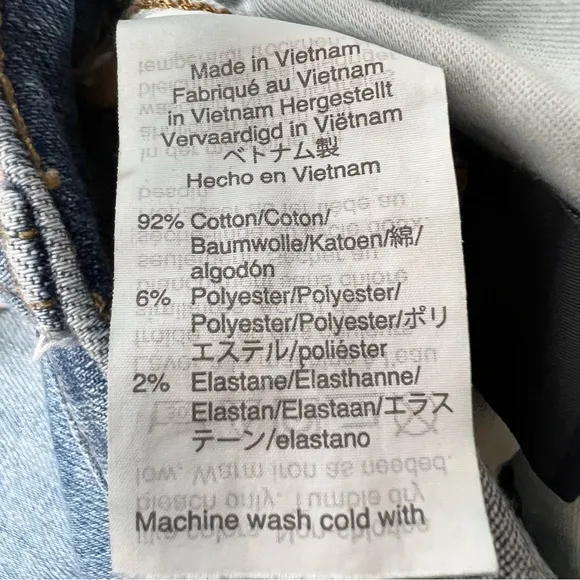 Made in Vietnam
Fabriqué au Vietnam
in Vietnam Hergestellt
Vervaardigd in Viëtnam
ベトナム製
Hecho en Vietnam
92% Cotton/Coton/
Baumwolle/Katoen/綿/
algodón
6% Polyester/Polyester/
Polyester/Polyester/ポリ
エステル/poliéster
2% Elastane/Élasthanne/
Elastan/Elastaan/エラス
テーン/elastano
Machine wash cold with